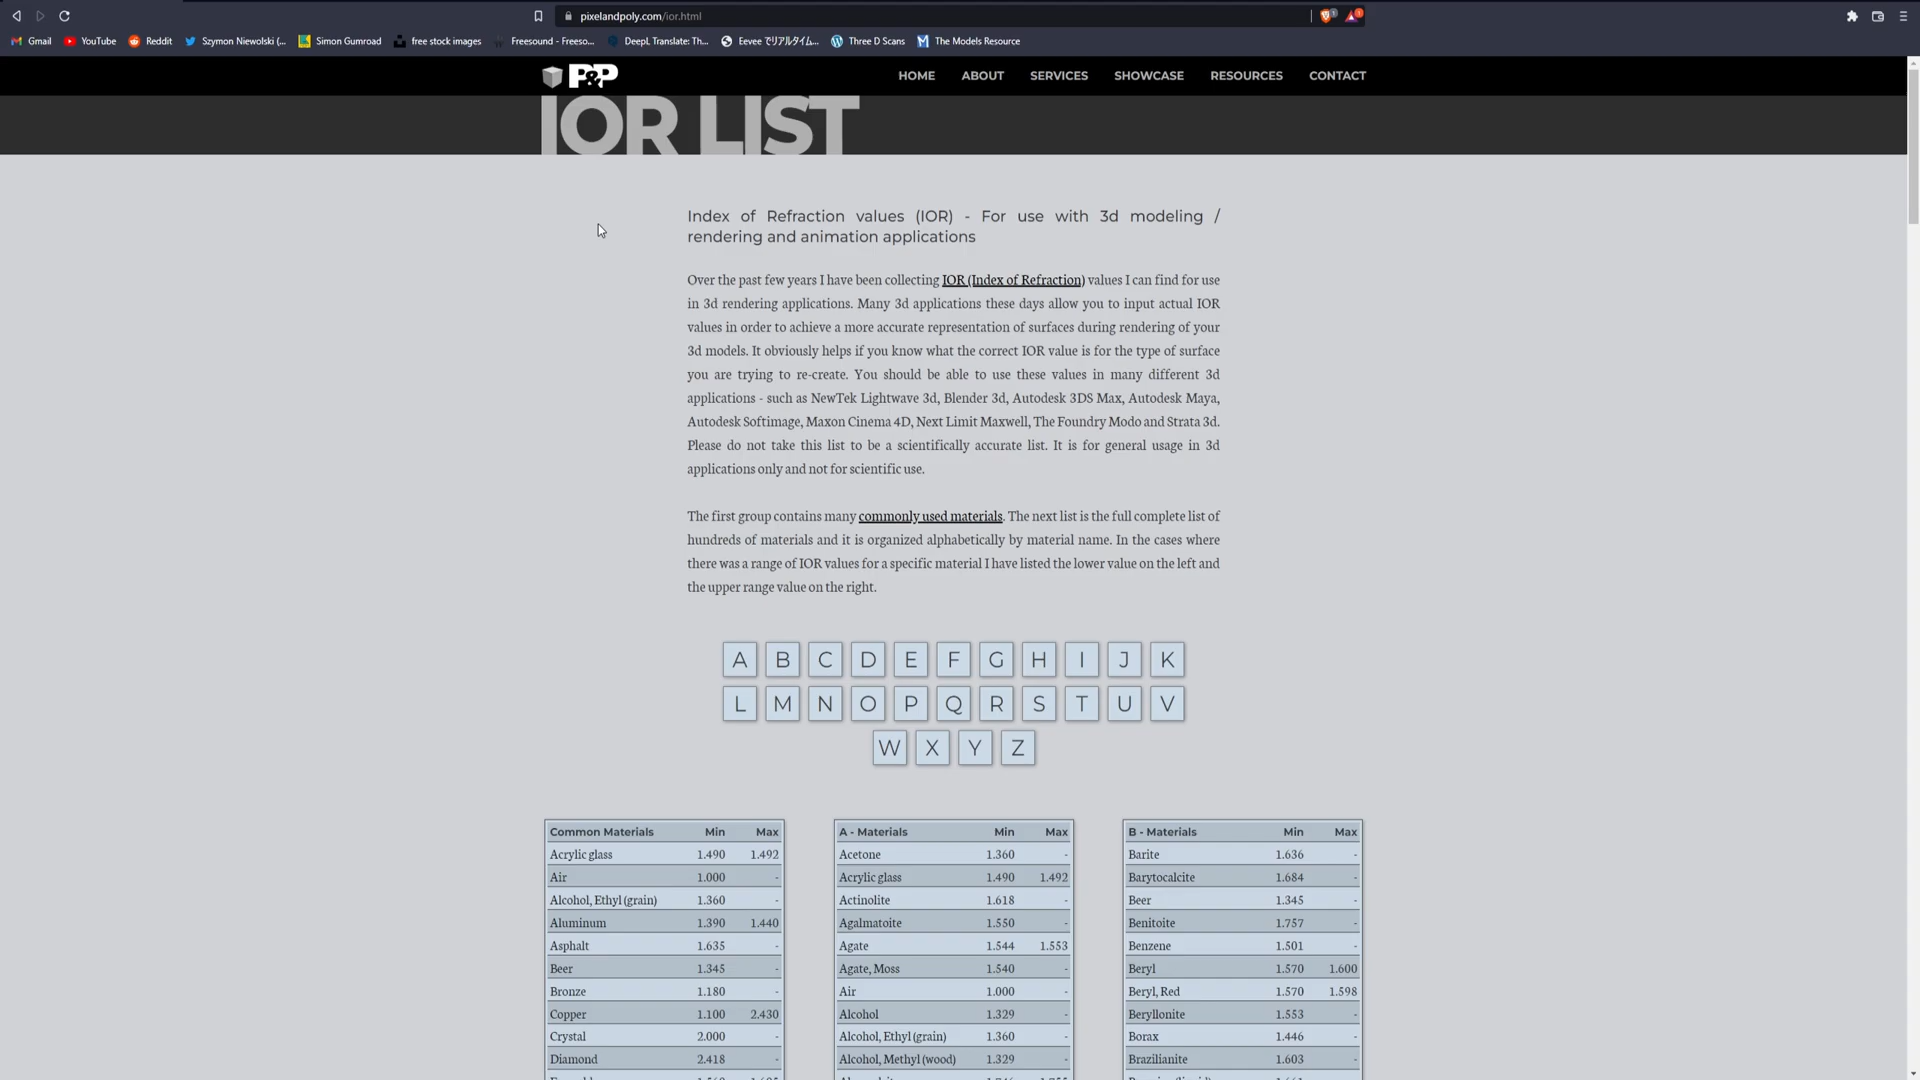 pixelandpoly.com/ior.html
1
1
Gmail
YouTube
Reddit
Szymon Niewolski (...
Simon Gumroad
free stock images
Freesound - Freeso...
DeepL Translate: Th...
Eevee でリアルタイム...
Three D Scans
The Models Resource
P&P
HOME
ABOUT
SERVICES
SHOWCASE
RESOURCES
CONTACT
IOR LIST
Index of Refraction values (IOR) - For use with 3d modeling /
rendering and animation applications
Over the past few years I have been collecting IOR (Index of Refraction) values I can find for use
in 3d rendering applications. Many 3d applications these days allow you to input actual IOR
values in order to achieve a more accurate representation of surfaces during rendering of your
3d models. It obviously helps if you know what the correct IOR value is for the type of surface
you are trying to re-create. You should be able to use these values in many different 3d
applications - such as NewTek Lightwave 3d, Blender 3d, Autodesk 3DS Max, Autodesk Maya,
Autodesk Softimage, Maxon Cinema 4D, Next Limit Maxwell, The Foundry Modo and Strata 3d.
Please do not take this list to be a scientifically accurate list. It is for general usage in 3d
applications only and not for scientific use.
The first group contains many commonly used materials. The next list is the full complete list of
hundreds of materials and it is organized alphabetically by material name. In the cases where
there was a range of IOR values for a specific material I have listed the lower value on the left and
the upper range value on the right.
A B C D E F G H I J K
L M N O P Q R S T U V
W X Y Z
Common Materials Min Max
Acrylic glass 1.490 1.492
Air 1.000 -
Alcohol, Ethyl (grain) 1.360 -
Aluminum 1.390 1.440
Asphalt 1.635 -
Beer 1.345 -
Bronze 1.180 -
Copper 1.100 2.430
Crystal 2.000 -
Diamond 2.418 -
A - Materials Min Max
Acetone 1.360 -
Acrylic glass 1.490 1.492
Actinolite 1.618 -
Agalmatoite 1.550 -
Agate 1.544 1.553
Agate, Moss 1.540 -
Air 1.000 -
Alcohol 1.329 -
Alcohol, Ethyl (grain) 1.360 -
Alcohol, Methyl (wood) 1.329 -
B - Materials Min Max
Barite 1.636 -
Barytocalcite 1.684 -
Beer 1.345 -
Benitoite 1.757 -
Benzene 1.501 -
Beryl 1.570 1.600
Beryl, Red 1.570 1.598
Beryllonite 1.553 -
Borax 1.446 -
Brazilianite 1.603 -